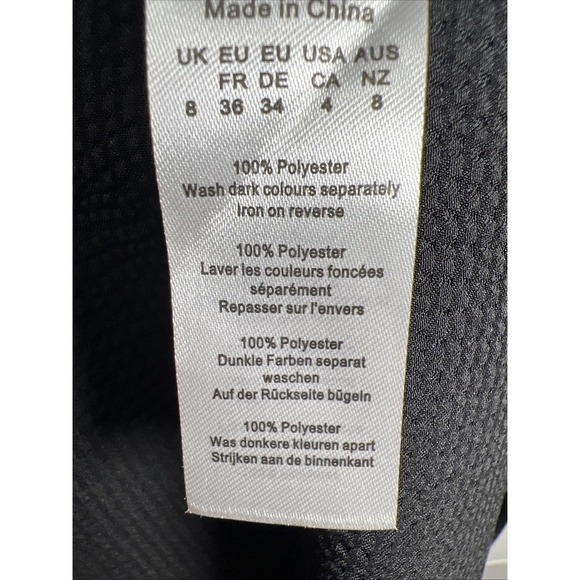 Made in China
UK EU EU USA AUS
FR DE CA NZ
8 36 34 4 8
100% Polyester
Wash dark colours separately
Iron on reverse
100% Polyester
Laver les couleurs foncées
séparément
Repasser sur l'envers
100% Polyester
Dunkle Farben separat
waschen
Auf der Rückseite bügeln
100% Polyester
Was donkere kleuren apart
Strijken aan de binnenkant